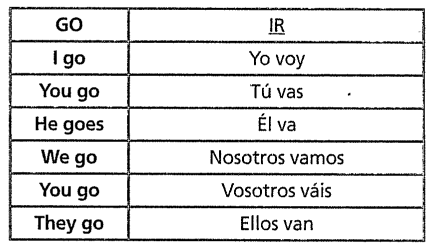 GO IR
I go Yo voy
You go Tú vas
He goes Él va
We go Nosotros vamos
You go Vosotros váis
They go Ellos van